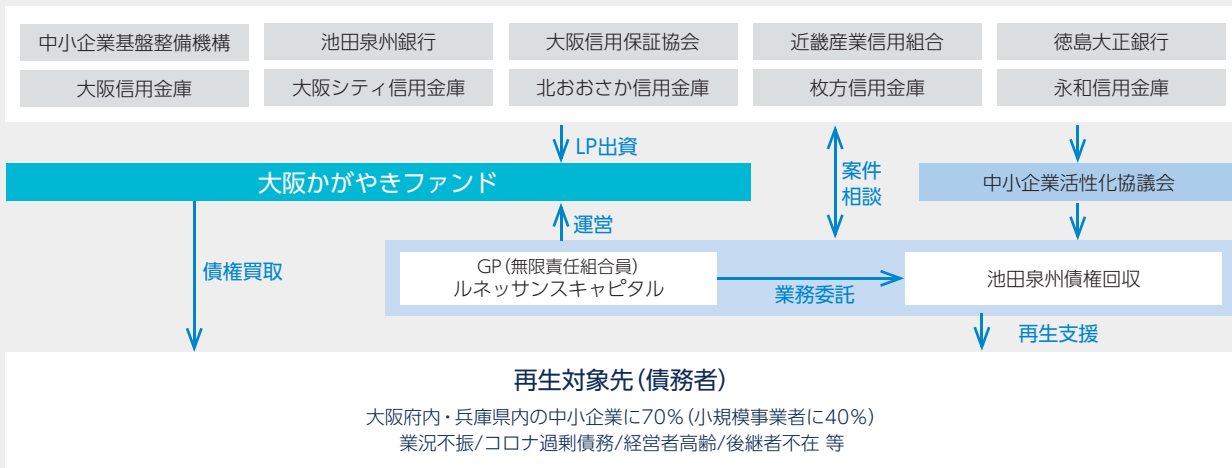 中小企業基盤整備機構
池田泉州銀行
大阪信用保証協会
近畿産業信用組合
徳島大正銀行
大阪信用金庫
大阪シティ信用金庫
北おおさか信用金庫
枚方信用金庫
永和信用金庫
LP出資
案件
相談
大阪かがやきファンド
中小企業活性化協議会
運営
債権買取
GP(無限責任組合員)
ルネッサンスキャピタル
業務委託
池田泉州債権回収
再生支援
再生対象先(債務者)
大阪府内・兵庫県内の中小企業に70%(小規模事業者に40%)
業況不振/コロナ過剰債務/経営者高齢/後継者不在 等